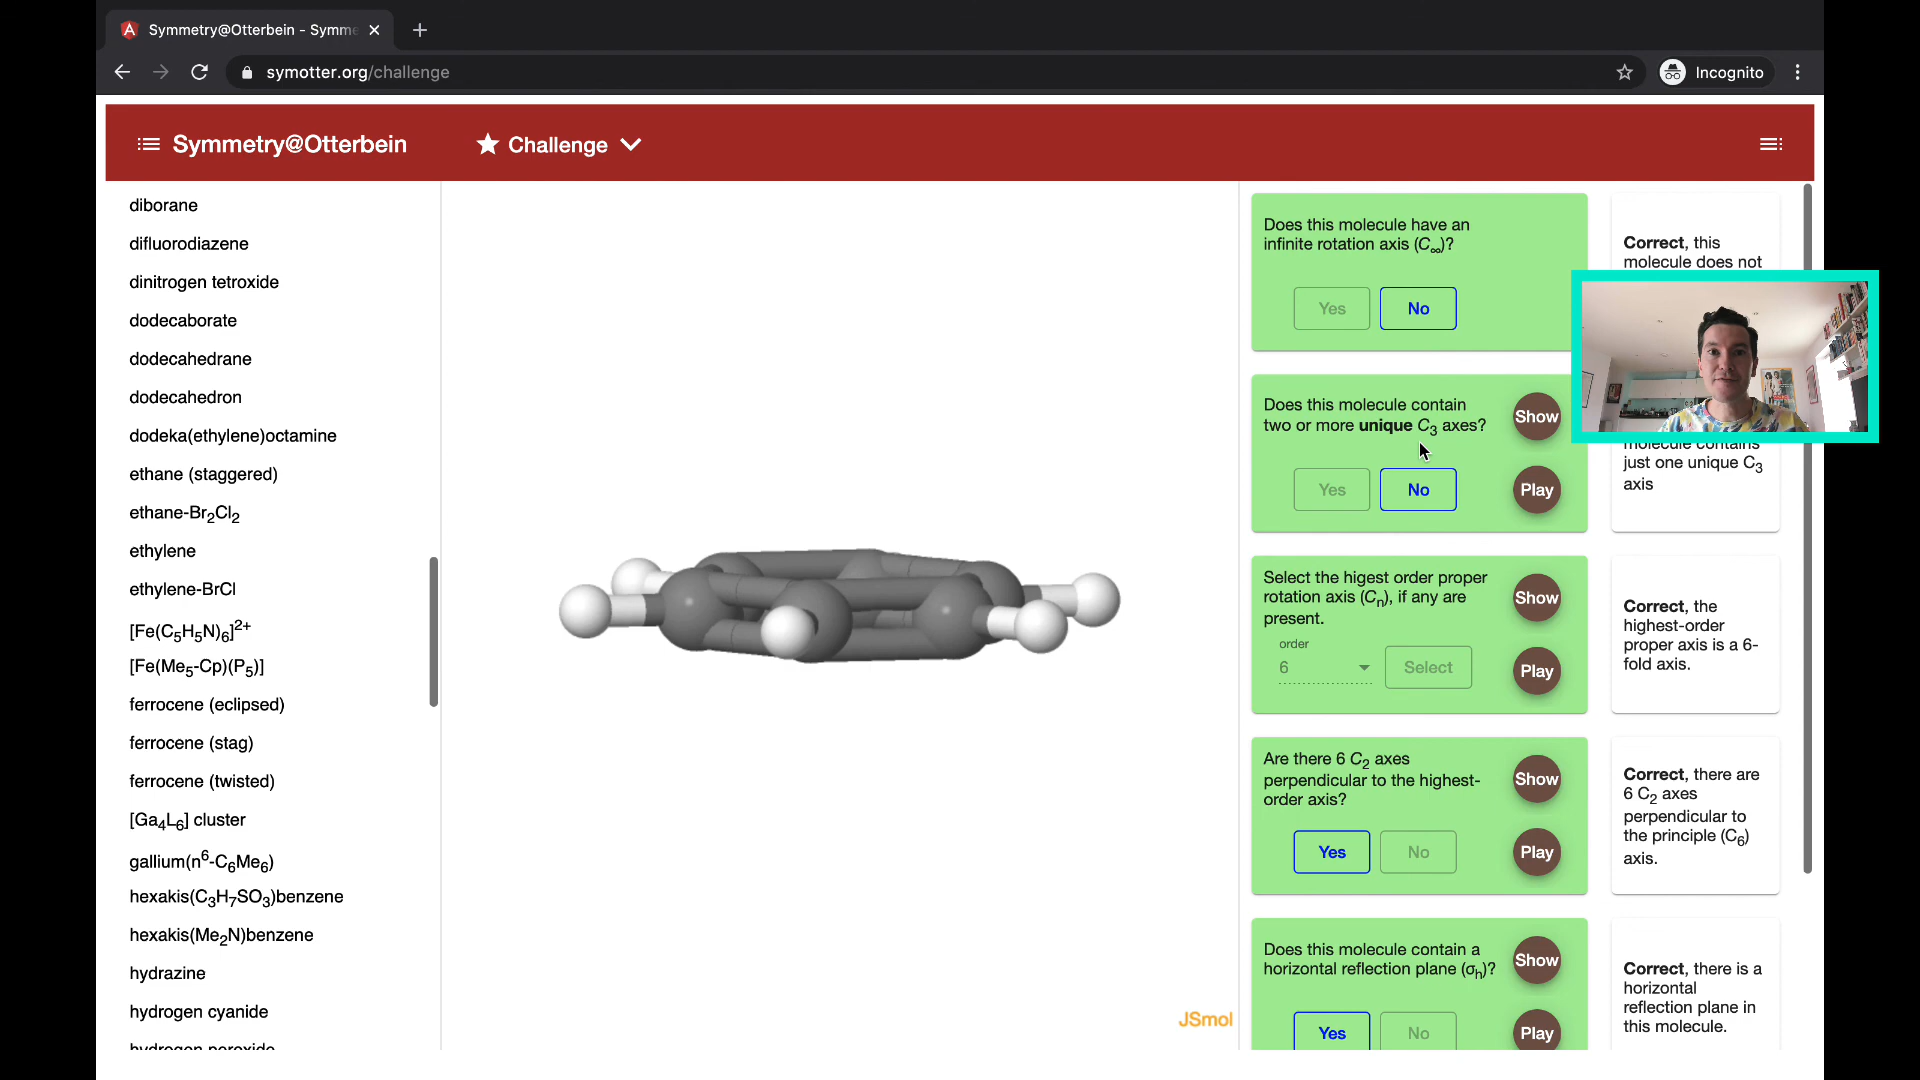 Symmetry@Otterbein - Symme
symotter.org/challenge
Incognito
Symmetry@Otterbein
Challenge
diborane
difluorodiazene
dinitrogen tetroxide
dodecaborate
dodecahedrane
dodecahedron
dodeka(ethylene)octamine
ethane (staggered)
ethane-Br₂Cl₂
ethylene
ethylene-BrCl
[Fe(C₅H₅N)₆]²⁺
[Fe(Me₅-Cp)(P₅)]
ferrocene (eclipsed)
ferrocene (stag)
ferrocene (twisted)
[Ga₄L₆] cluster
gallium(n⁶-C₆Me₆)
hexakis(C₃H₇SO₃)benzene
hexakis(Me₂N)benzene
hydrazine
hydrogen cyanide
hydrogen peroxide
JSmol
Does this molecule have an
infinite rotation axis (C∞)?
Yes
No
Correct, this
molecule does not
Does this molecule contain
two or more unique C₃ axes?
Show
Yes
No
Play
molecule contains
just one unique C₃
axis
Select the higest order proper
rotation axis (Cₙ), if any are
present.
order
6
Select
Show
Play
Correct, the
highest-order
proper axis is a 6-
fold axis.
Are there 6 C₂ axes
perpendicular to the highest-
order axis?
Show
Yes
No
Play
Correct, there are
6 C₂ axes
perpendicular to
the principle (C₆)
axis.
Does this molecule contain a
horizontal reflection plane (σₕ)?
Show
Yes
No
Play
Correct, there is a
horizontal
reflection plane in
this molecule.